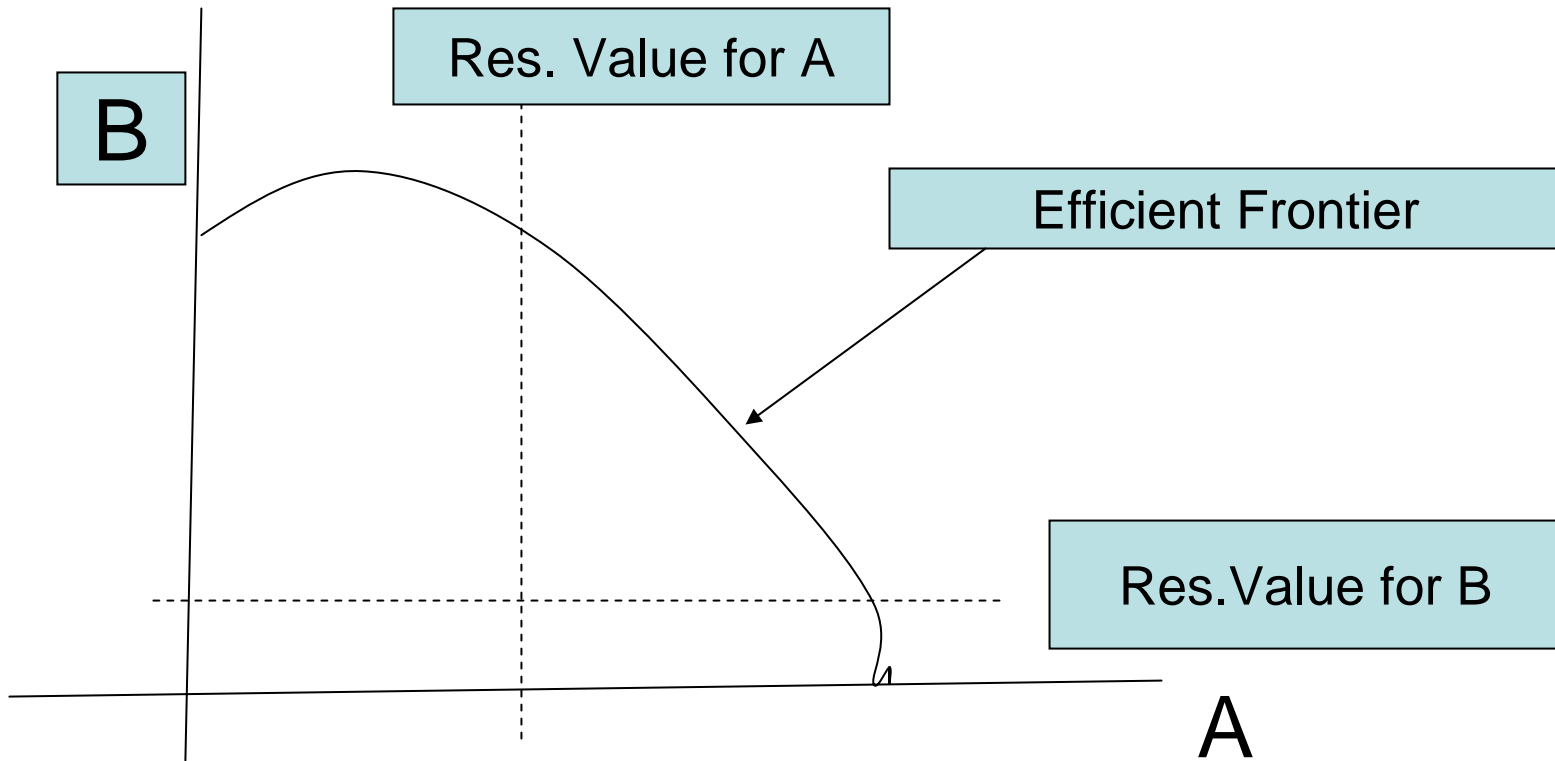 Res. Value for A
B
Efficient Frontier
Res.Value for B
A